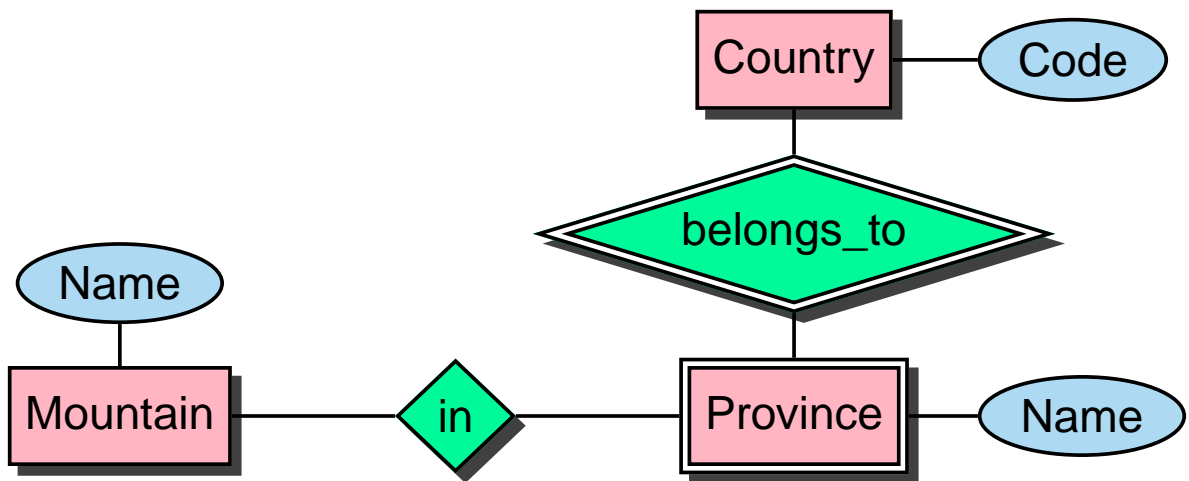 Country
Code
belongs_to
Name
Mountain
in
Province
Name